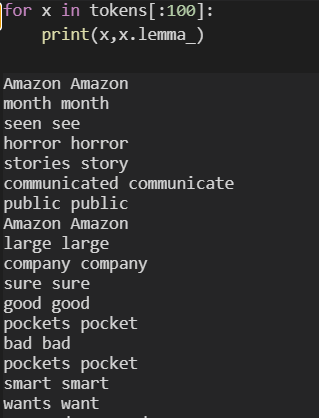 for x in tokens[:100]:
    print(x,x.lemma_)
Amazon Amazon
month month
seen see
horror horror
stories story
communicated communicate
public public
Amazon Amazon
large large
company company
sure sure
good good
pockets pocket
bad bad
pockets pocket
smart smart
wants want